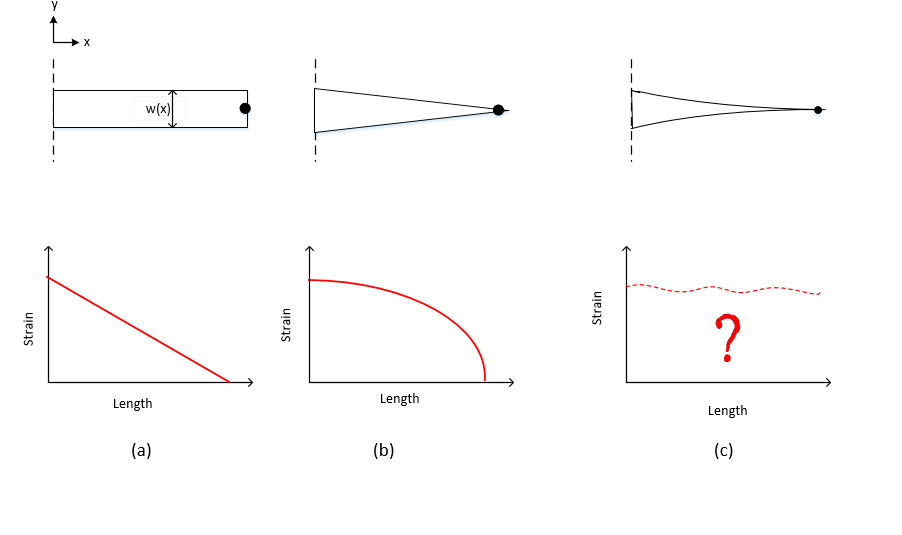 y
x
w(x)
Strain
Length
Strain
Length
Strain
?
Length
(a)
(b)
(c)